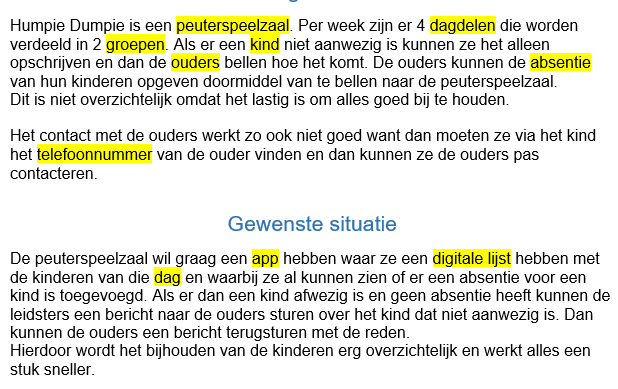 Humpie Dumpie is een peuterspeelzaal. Per week zijn er 4 dagdelen die worden
verdeeld in 2 groepen. Als er een kind niet aanwezig is kunnen ze het alleen
opschrijven en dan de ouders bellen hoe het komt. De ouders kunnen de absentie
van hun kinderen opgeven doormiddel van te bellen naar de peuterspeelzaal.
Dit is niet overzichtelijk omdat het lastig is om alles goed bij te houden.
Het contact met de ouders werkt zo ook niet goed want dan moeten ze via het kind
het telefoonnummer van de ouder vinden en dan kunnen ze de ouders pas
contacteren.
Gewenste situatie
De peuterspeelzaal wil graag een app hebben waar ze een digitale lijst hebben met
de kinderen van die dag en waarbij ze al kunnen zien of er een absentie voor een
kind is toegevoegd. Als er dan een kind afwezig is en geen absentie heeft kunnen de
leidsters een bericht naar de ouders sturen over het kind dat niet aanwezig is. Dan
kunnen de ouders een bericht terugsturen met de reden.
Hierdoor wordt het bijhouden van de kinderen erg overzichtelijk en werkt alles een
stuk sneller.